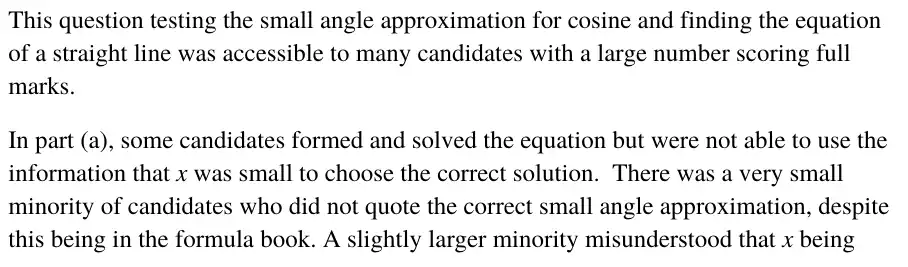 This question testing the small angle approximation for cosine and finding the equation
of a straight line was accessible to many candidates with a large number scoring full
marks.
In part (a), some candidates formed and solved the equation but were not able to use the
information that x was small to choose the correct solution.  There was a very small
minority of candidates who did not quote the correct small angle approximation, despite
this being in the formula book. A slightly larger minority misunderstood that x being